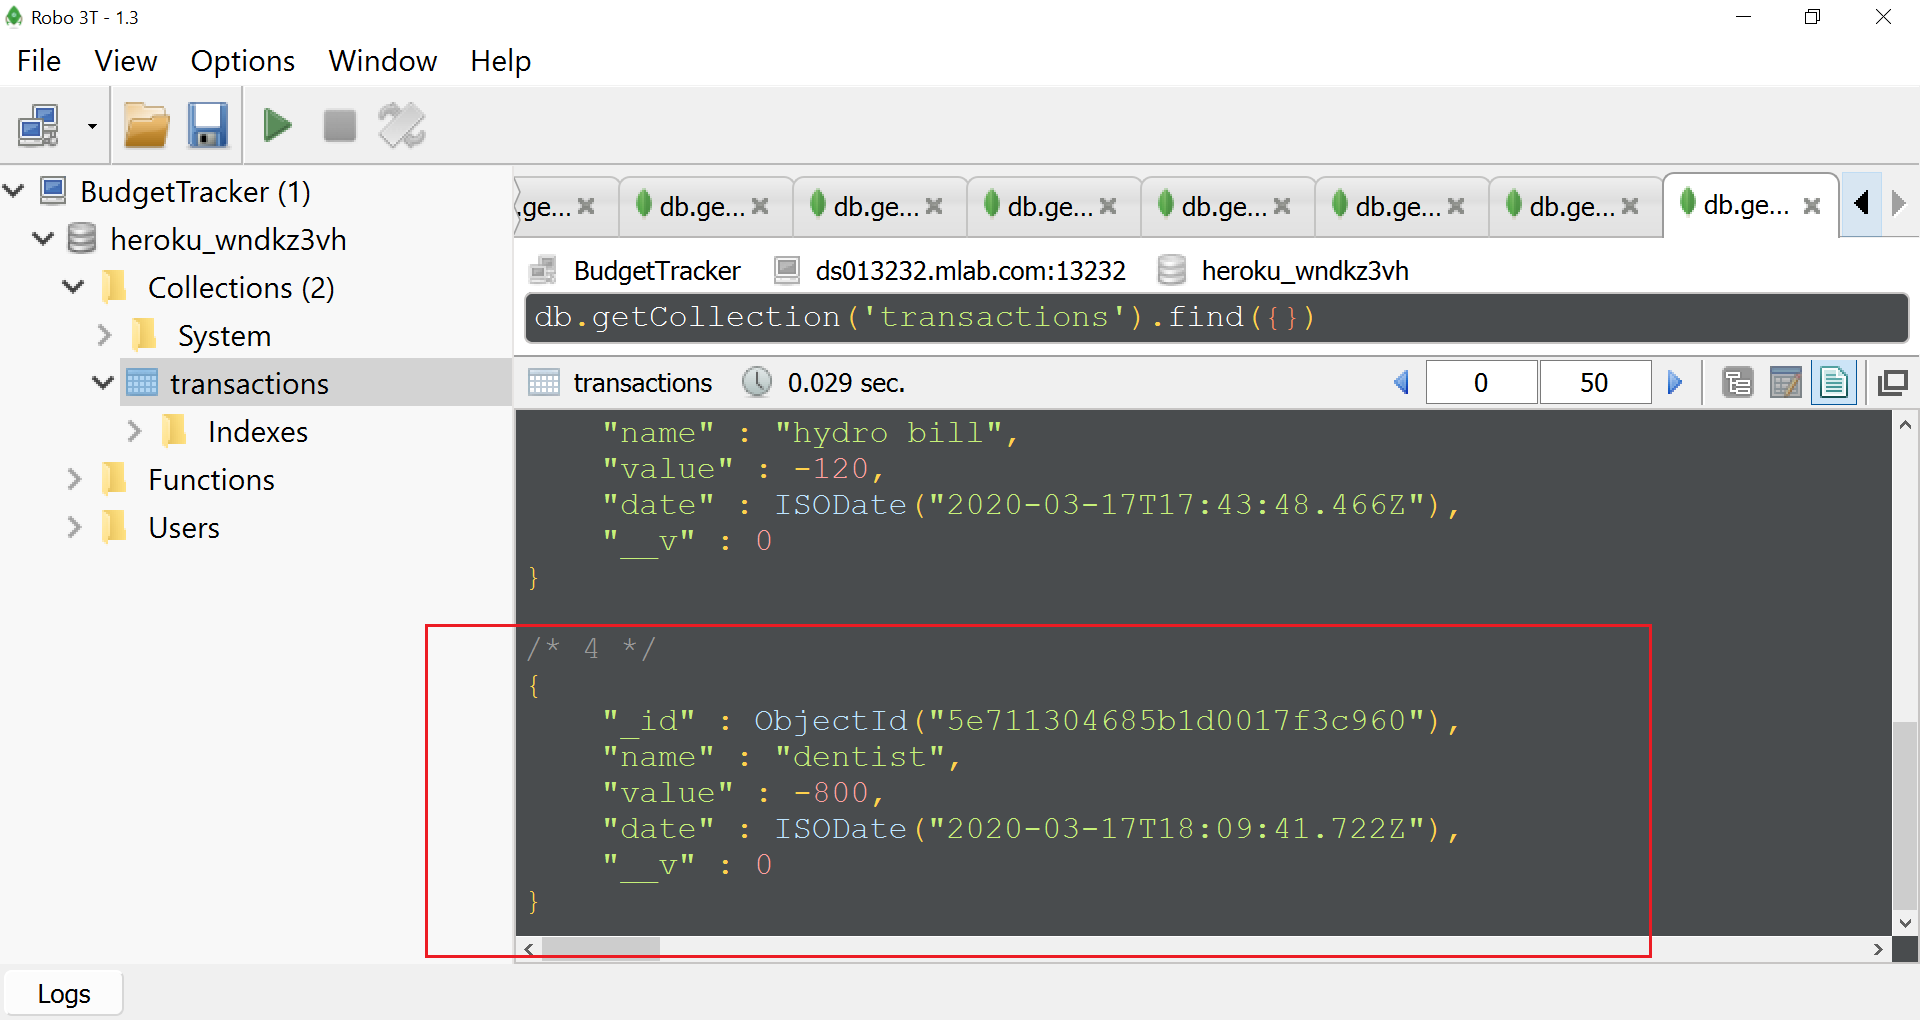 Robo 3T - 1.3
File View Options Window Help
BudgetTracker (1)
heroku_wndkz3vh
Collections (2)
System
transactions
Indexes
Functions
Users
.ge... db.ge... db.ge... db.ge... db.ge... db.ge... db.ge... db.ge...
BudgetTracker ds013232.mlab.com:13232 heroku_wndkz3vh
db.getCollection('transactions').find({})
transactions 0.029 sec. 0 50
"name" : "hydro bill",
"value" : -120,
"date" : ISODate("2020-03-17T17:43:48.466Z"),
"__v" : 0
}
/* 4 */
{
"_id" : ObjectId("5e711304685b1d0017f3c960"),
"name" : "dentist",
"value" : -800,
"date" : ISODate("2020-03-17T18:09:41.722Z"),
"__v" : 0
}
Logs